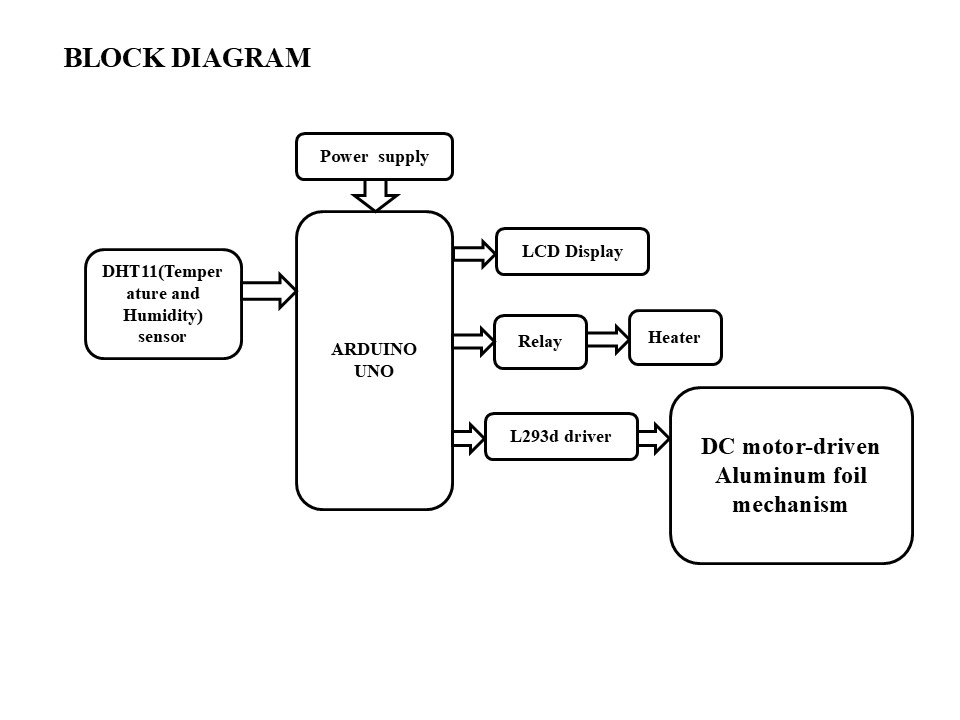 BLOCK DIAGRAM
Power supply
DHT11(Temper
ature and
Humidity)
sensor
ARDUINO
UNO
LCD Display
Relay
Heater
L293d driver
DC motor-driven
Aluminum foil
mechanism